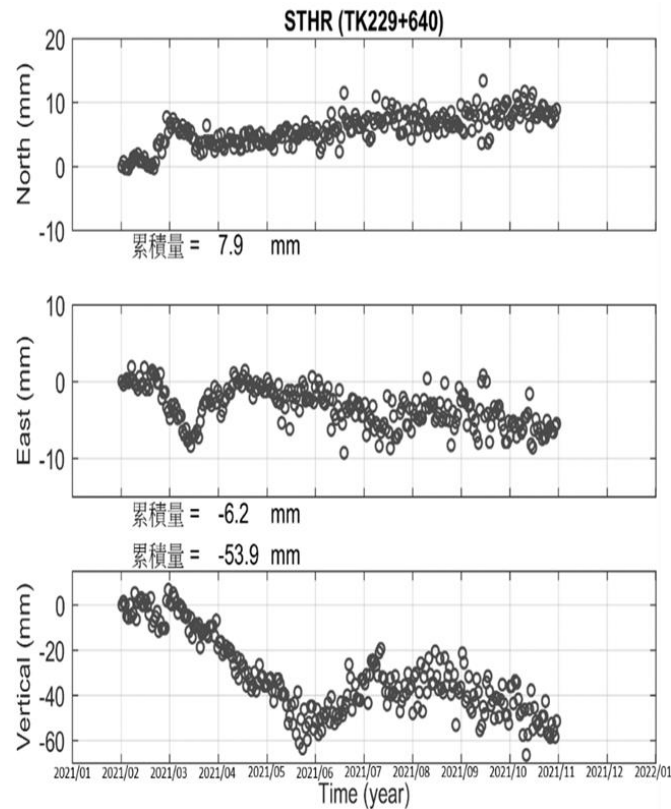 STHR (TK229+640)
20
10
0
-10
North (mm)
累積量 = 7.9 mm
10
0
-10
East (mm)
累積量 = -6.2 mm
累積量 = -53.9 mm
0
-20
-40
-60
Vertical (mm)
2021/01 2021/02 2021/03 2021/04 2021/05 2021/06 2021/07 2021/08 2021/09 2021/10 2021/11 2021/12 2022/01
Time (year)